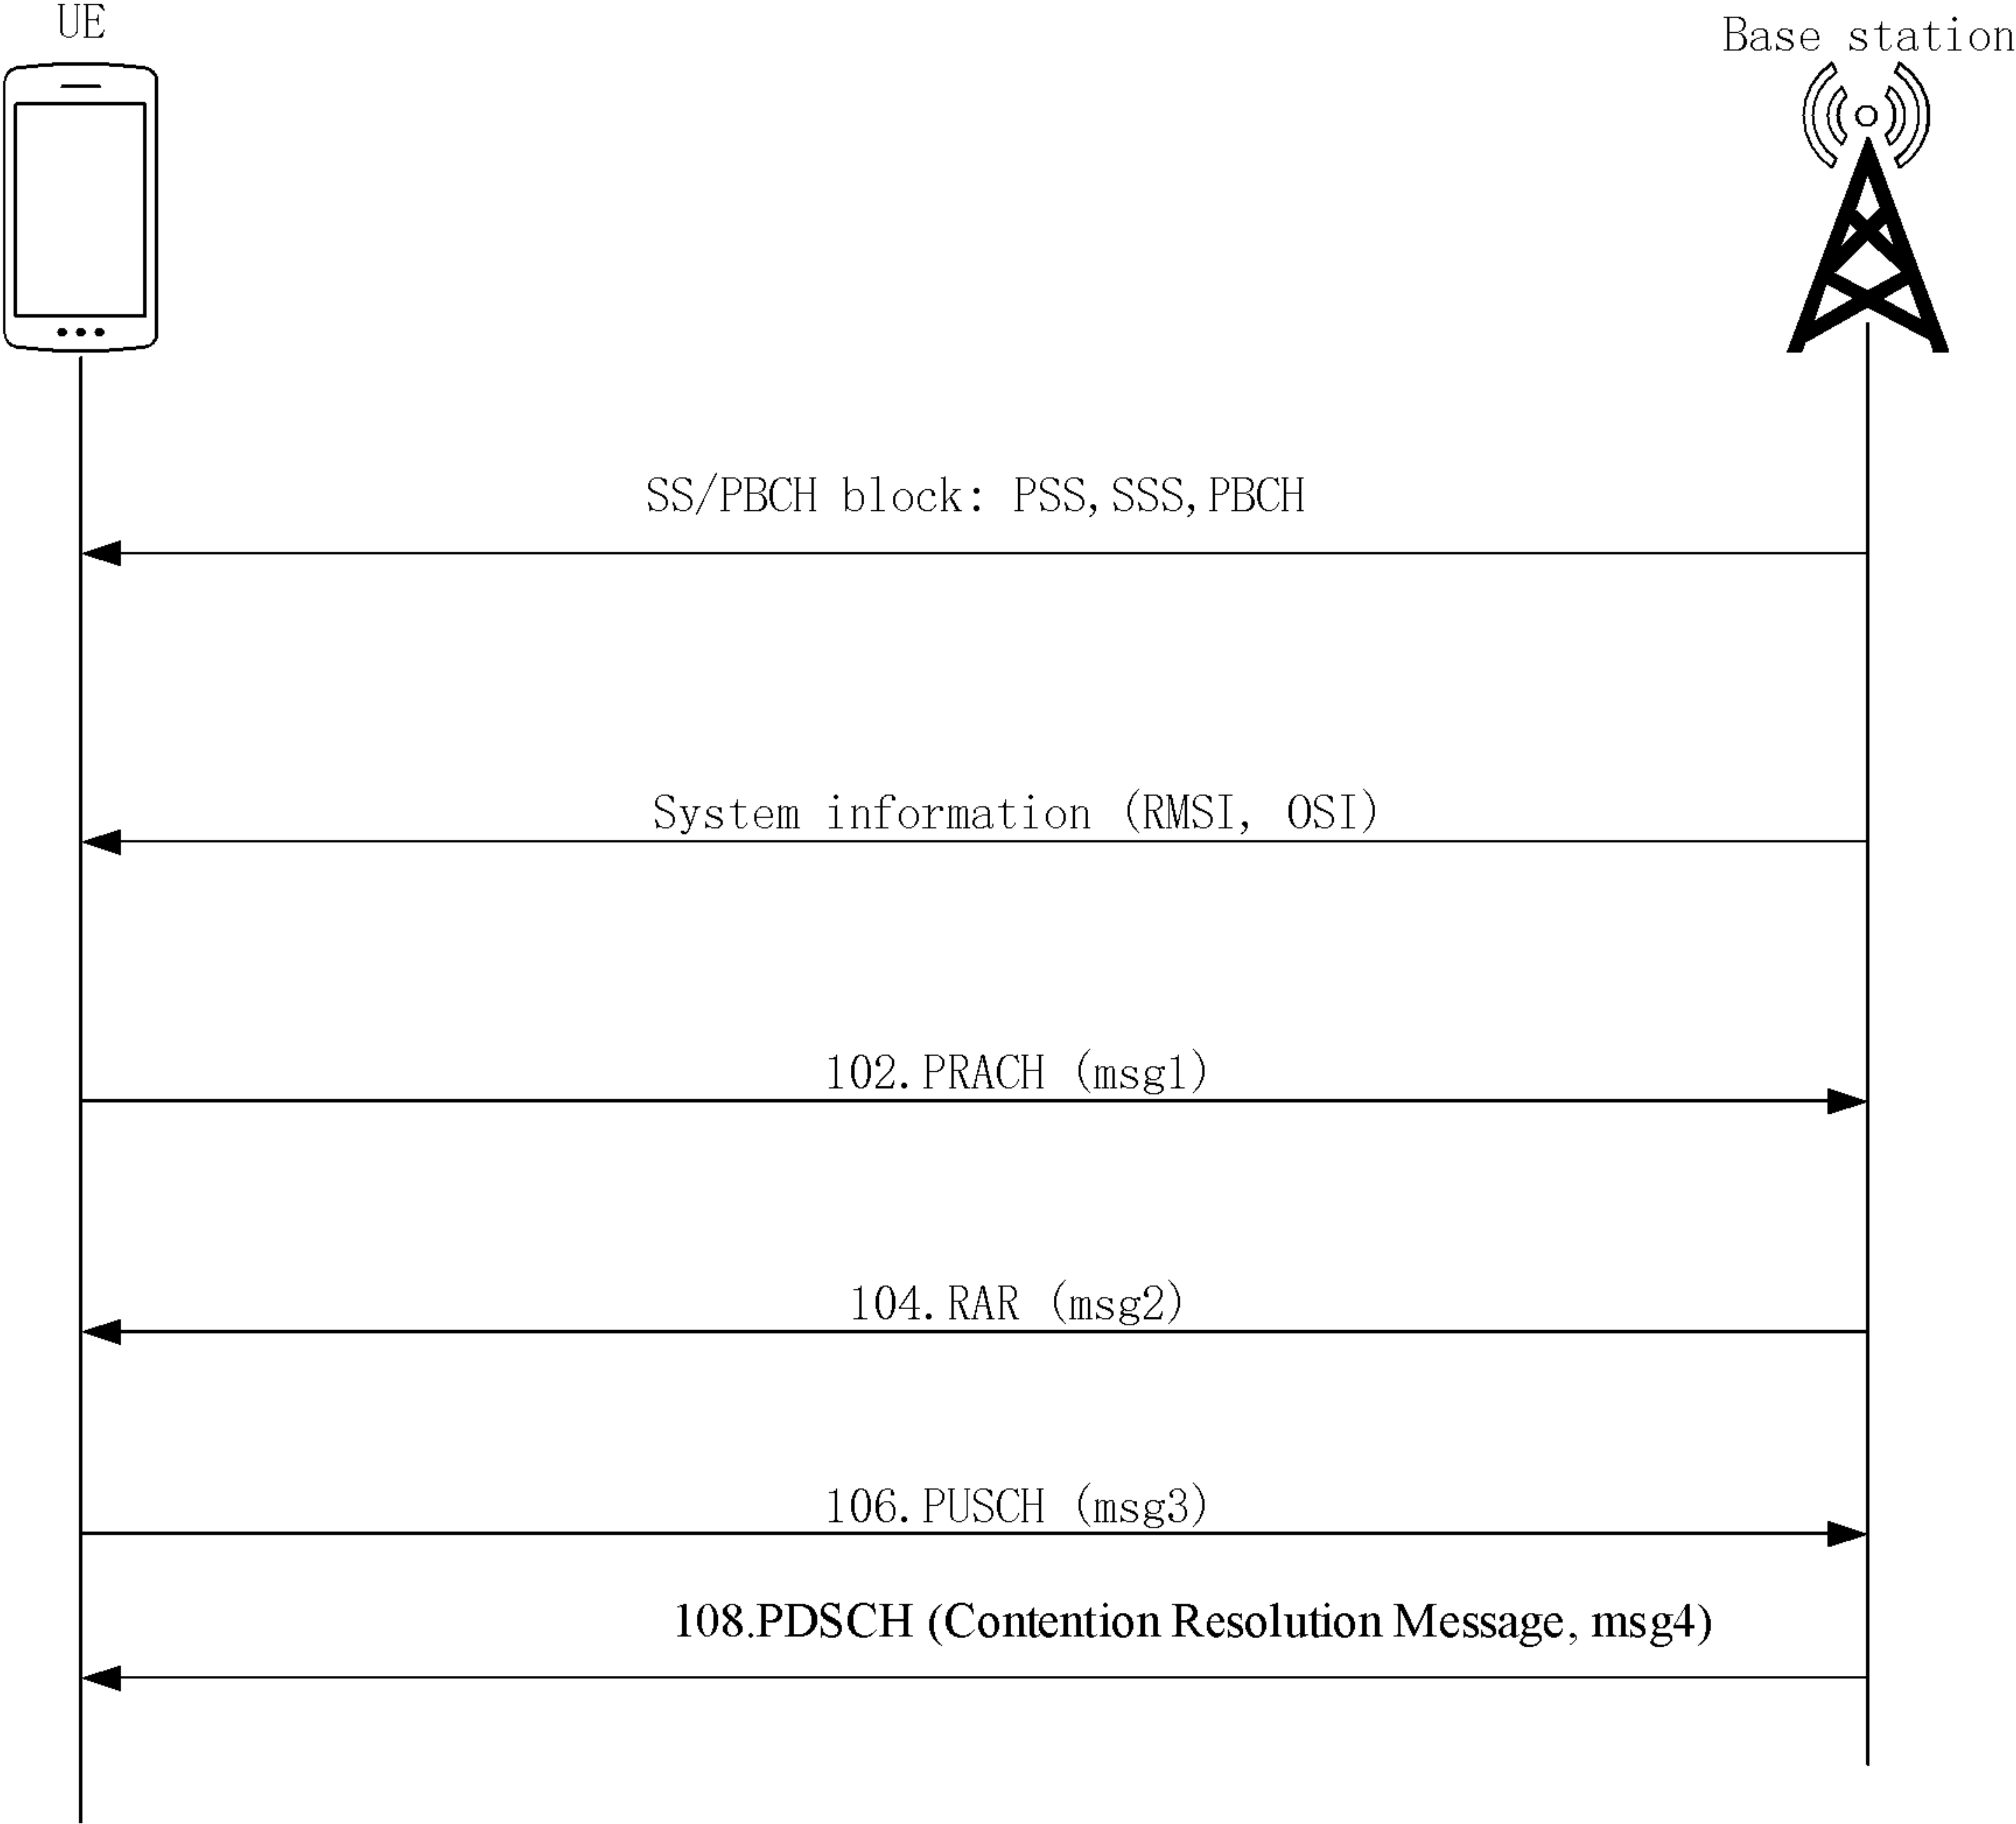 UE
Base station
SS/PBCH block: PSS,SSS,PBCH
System information (RMSI, OSI)
102.PRACH (msg1)
104.RAR (msg2)
106.PUSCH (msg3)
108.PDSCH (Contention Resolution Message, msg4)